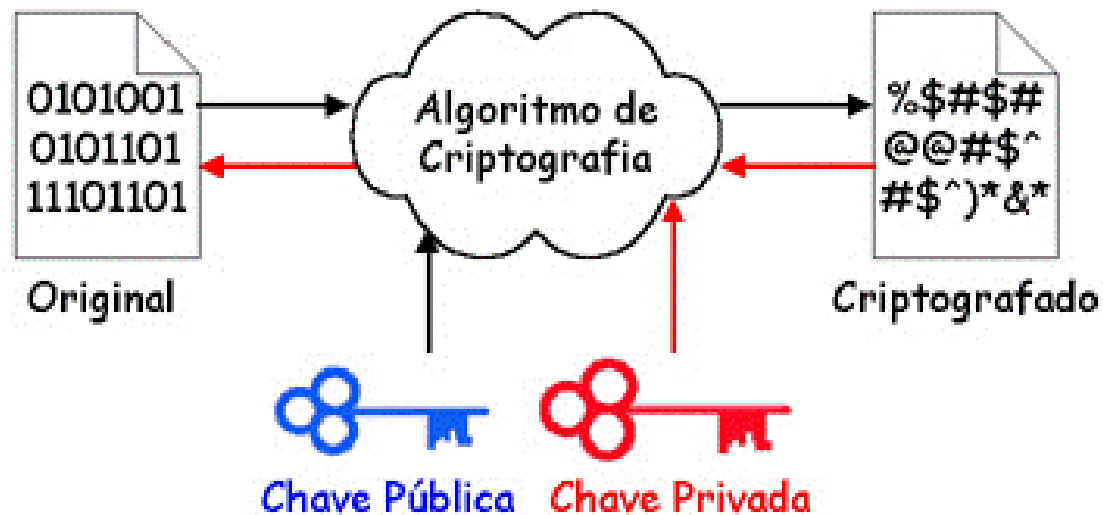 0101001
0101101
11101101
Original
Algoritmo de
Criptografia
%$#$#
@@#$^
#$^)*&*
Criptografado
Chave Pública
Chave Privada